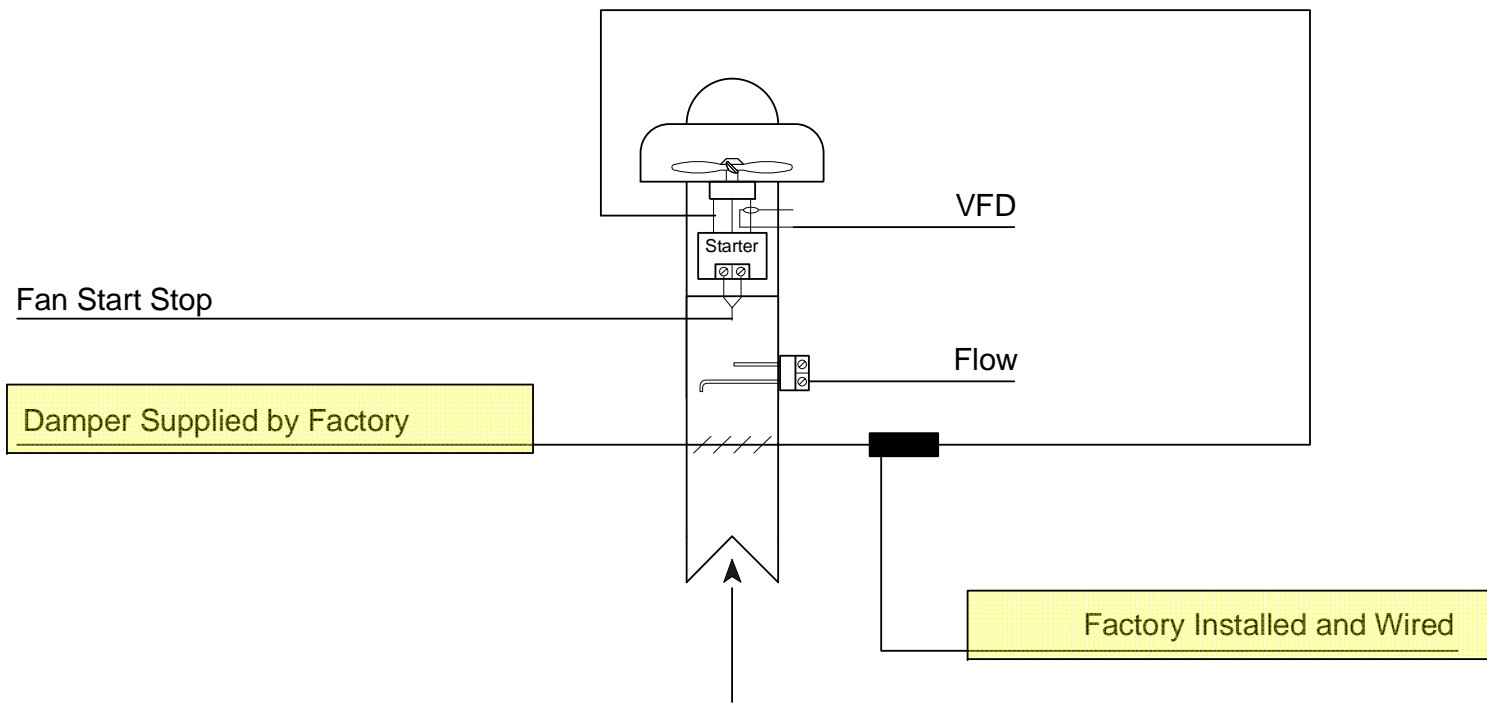 VFD
Starter
Fan Start Stop
Flow
Damper Supplied by Factory
Factory Installed and Wired